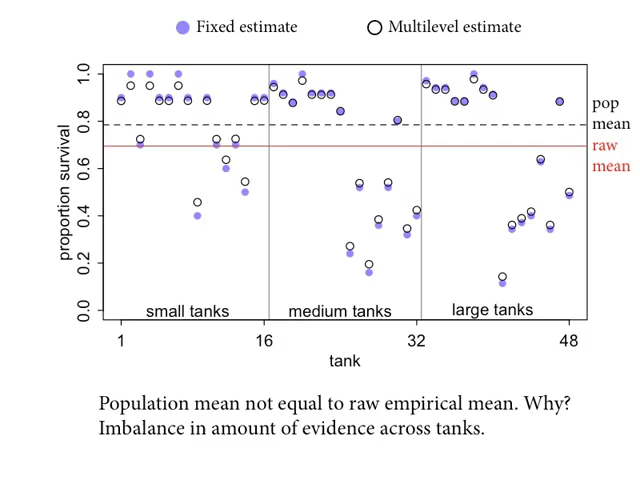 Fixed estimate
Multilevel estimate
proportion survival
1.0
0.8
0.6
0.4
0.2
0.0
pop
mean
raw
mean
small tanks
medium tanks
large tanks
1
16
32
48
tank
Population mean not equal to raw empirical mean. Why?
Imbalance in amount of evidence across tanks.